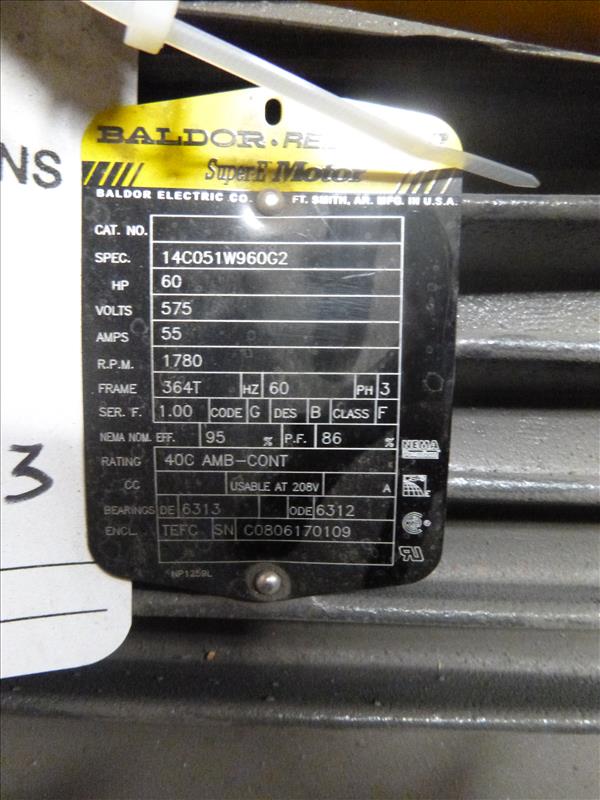 NS
3
BALDOR·RE
Super-E Motor
BALDOR ELECTRIC CO. FT. SMITH, AR. MFG. IN U.S.A.
CAT. NO.
SPEC. 14C051W960G2
HP 60
VOLTS 575
AMPS 55
R.P.M. 1780
FRAME 364T HZ 60 PH 3
SER. F. 1.00 CODE G DES B CLASS F
NEMA NOM. EFF. 95 % P.F. 86 %
RATING 40C AMB-CONT
CC USABLE AT 208V A
BEARINGS DE 6313 ODE 6312
ENCL. TEFC SN C0806170109
NP1259L
NEMA
E